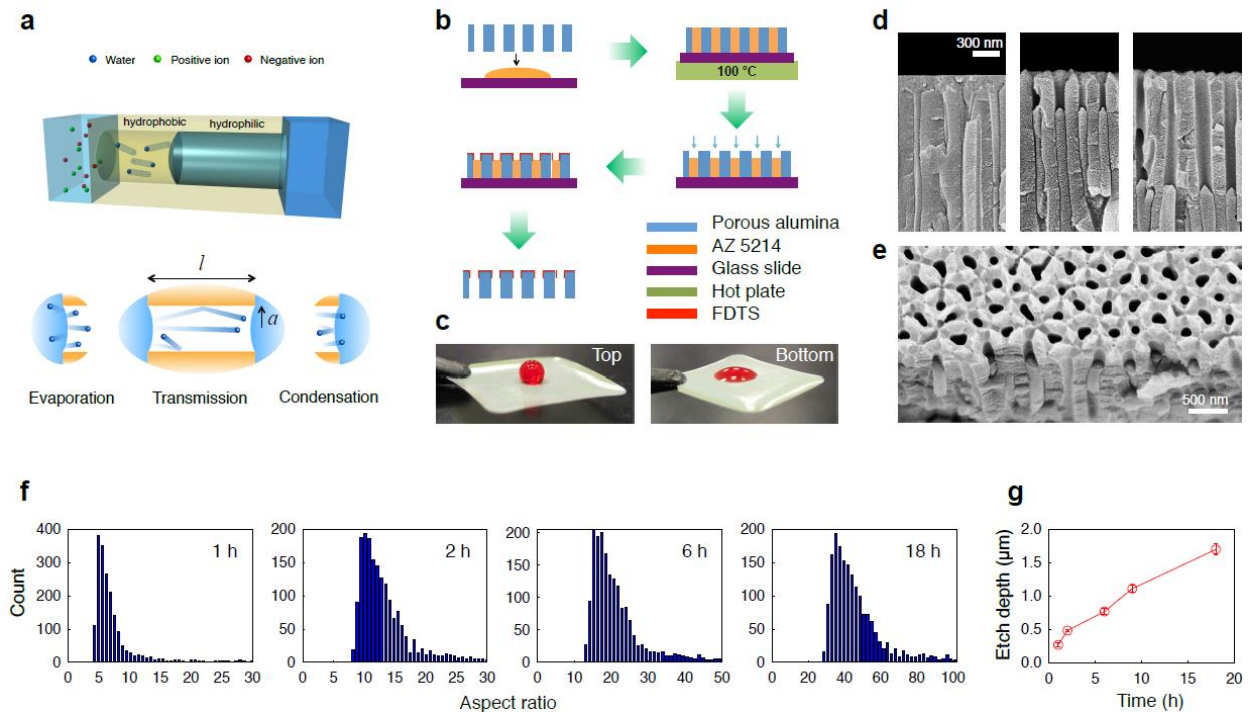 a
Water
Positive ion
Negative ion
hydrophobic
hydrophilic
l
a
Evaporation
Transmission
Condensation
b
100 °C
Porous alumina
AZ 5214
Glass slide
Hot plate
FDTS
c
Top
Bottom
d
300 nm
e
500 nm
f
Count
400
300
200
100
0
0 5 10 15 20 25 30
1 h
200
150
100
50
0
0 5 10 15 20 25 30
2 h
200
150
100
50
0
0 10 20 30 40 50
6 h
200
150
100
50
0
0 20 40 60 80 100
18 h
Aspect ratio
g
Etch depth (µm)
2.0
1.5
1.0
0.5
0.0
0 5 10 15 20
Time (h)